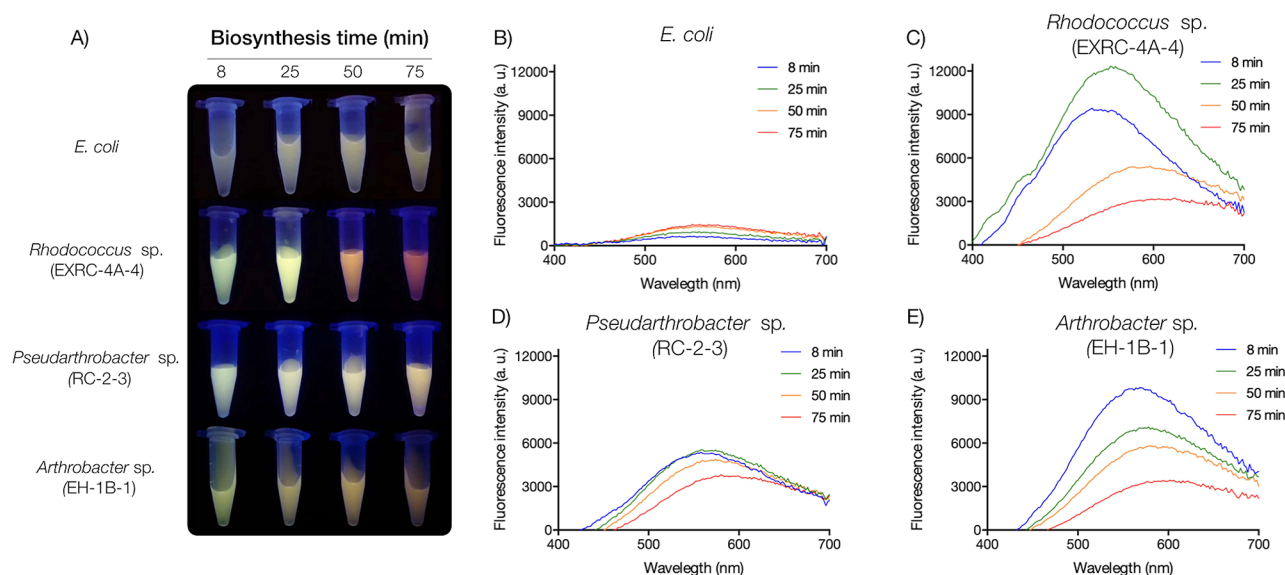 A)
Biosynthesis time (min)
8 25 50 75
E. coli
Rhodococcus sp.
(EXRC-4A-4)
Pseudarthrobacter sp.
(RC-2-3)
Arthrobacter sp.
(EH-1B-1)
B)
E. coli
Fluorescence intensity (a. u.)
12000
9000
6000
3000
0
400 500 600 700
Wavelegth (nm)
8 min
25 min
50 min
75 min
C)
Rhodococcus sp.
(EXRC-4A-4)
Fluorescence intensity (a. u.)
12000
9000
6000
3000
0
400 500 600 700
Wavelegth (nm)
8 min
25 min
50 min
75 min
D)
Pseudarthrobacter sp.
(RC-2-3)
Fluorescence intensity (a. u.)
12000
9000
6000
3000
0
400 500 600 700
Wavelegth (nm)
8 min
25 min
50 min
75 min
E)
Arthrobacter sp.
(EH-1B-1)
Fluorescence intensity (a. u.)
12000
9000
6000
3000
0
400 500 600 700
Wavelegth (nm)
8 min
25 min
50 min
75 min